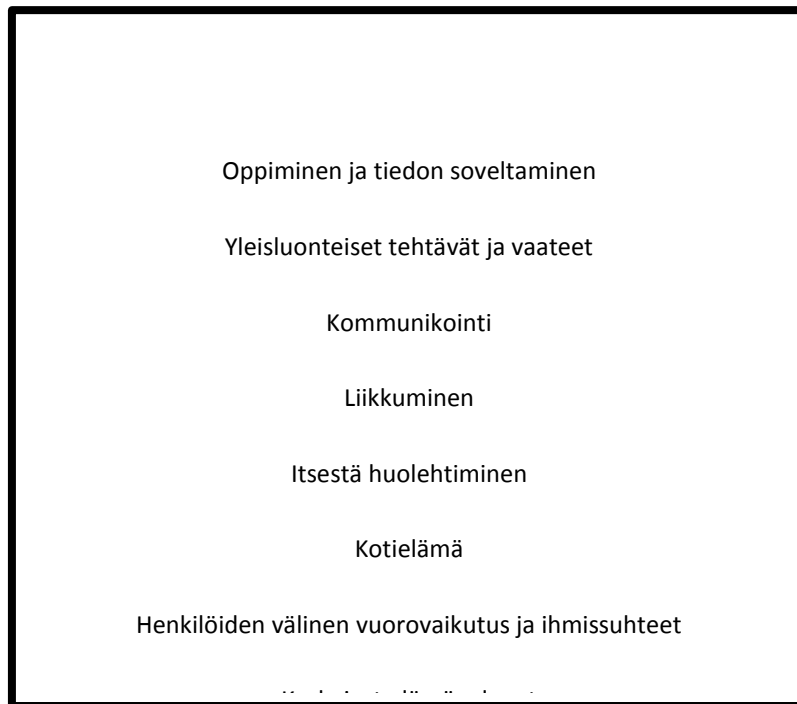 Oppiminen ja tiedon soveltaminen
Yleisluonteiset tehtävät ja vaateet
Kommunikointi
Liikkuminen
Itsestä huolehtiminen
Kotielämä
Henkilöiden välinen vuorovaikutus ja ihmissuhteet